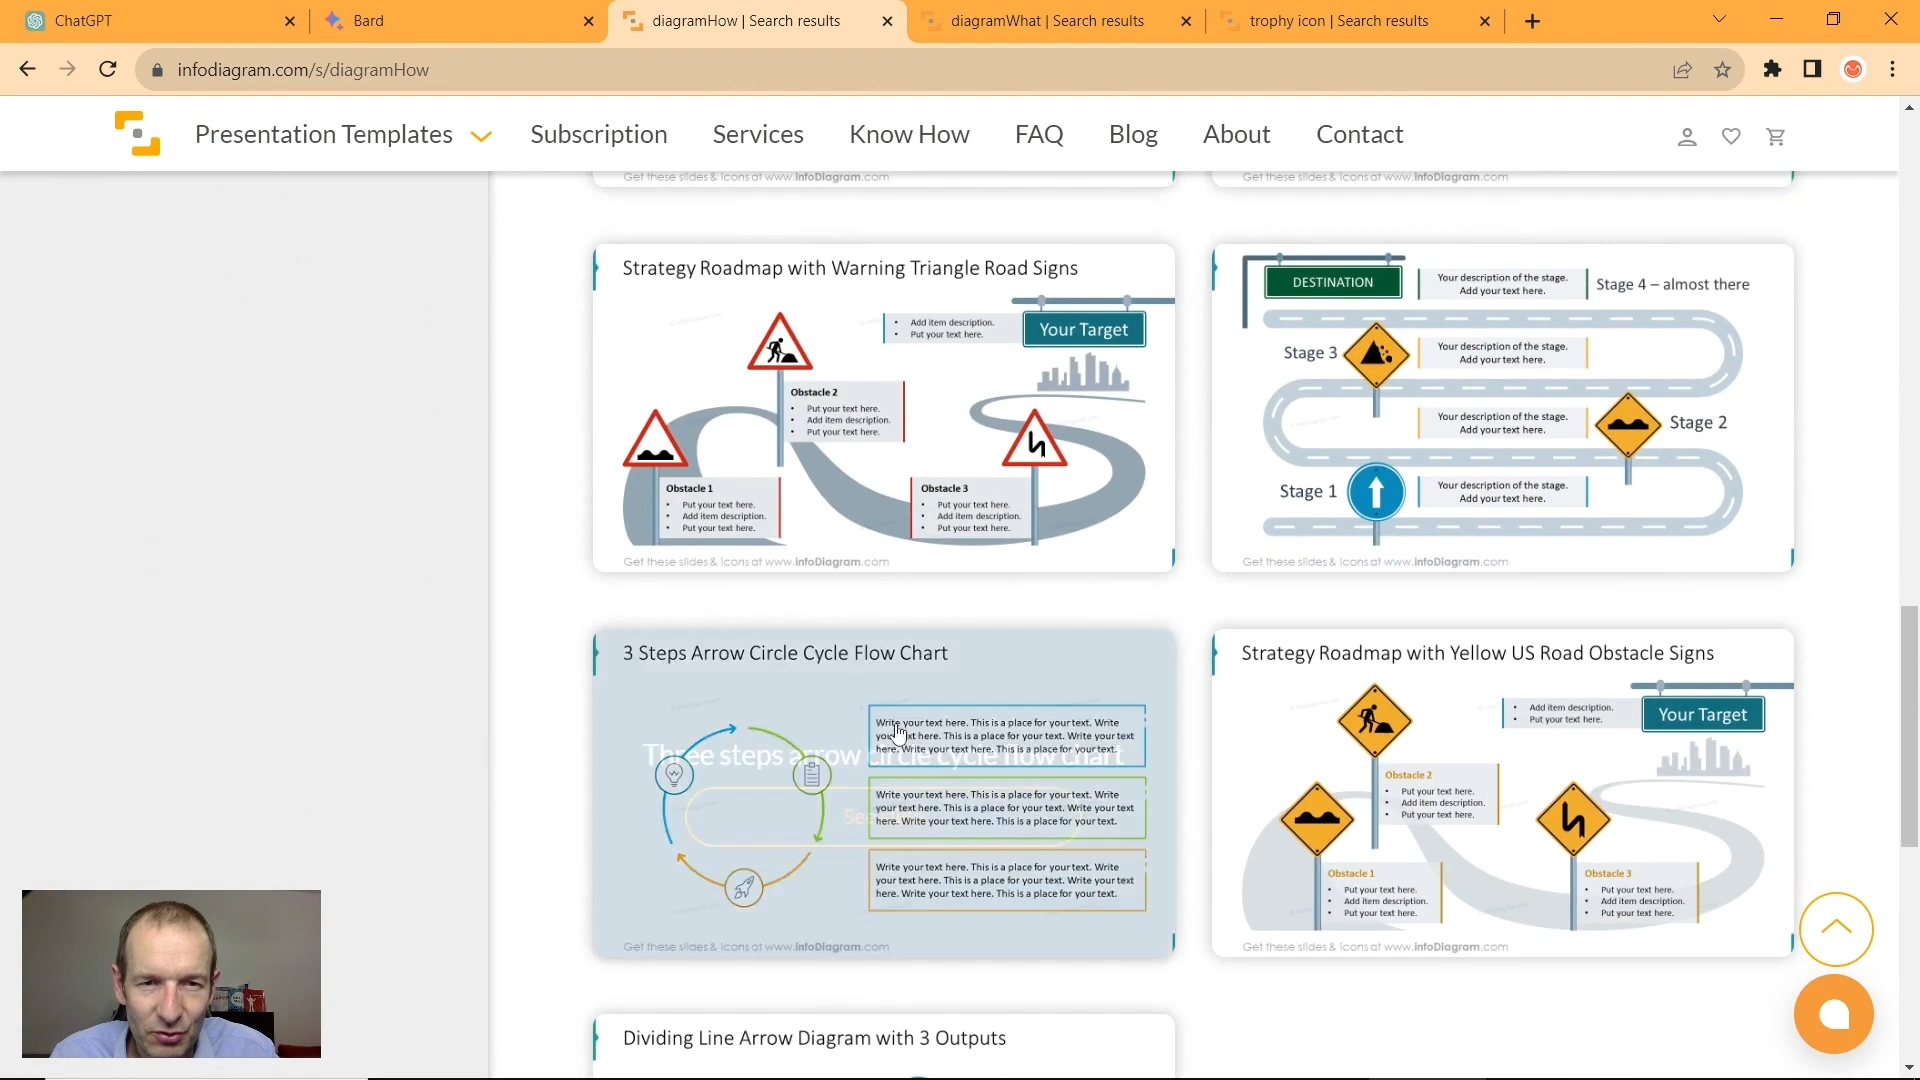 ChatGPT
Bard
diagramHow | Search results
diagramWhat | Search results
trophy icon | Search results
infodiagram.com/s/diagramHow
Presentation Templates
Subscription
Services
Know How
FAQ
Blog
About
Contact
Get these slides & icons at www.infoDiagram.com
Get these slides & icons at www.infoDiagram.com
Strategy Roadmap with Warning Triangle Road Signs
Add item description.
Put your text here.
Your Target
Obstacle 2
Put your text here.
Add item description.
Put your text here.
Obstacle 1
Put your text here.
Add item description.
Put your text here.
Obstacle 3
Put your text here.
Add item description.
Put your text here.
Get these slides & icons at www.infoDiagram.com
DESTINATION
Your description of the stage.
Add your text here.
Stage 4 – almost there
Stage 3
Your description of the stage.
Add your text here.
Your description of the stage.
Add your text here.
Stage 2
Stage 1
Your description of the stage.
Add your text here.
Get these slides & icons at www.infoDiagram.com
3 Steps Arrow Circle Cycle Flow Chart
Write your text here. This is a place for your text. Write
your text here. This is a place for your text. Write your text
here. Write your text here. This is a place for your text.
Three steps arrow circle cycle flow chart
Write your text here. This is a place for your text. Write
your text here. This is a place for your text. Write your text
here. Write your text here. This is a place for your text.
Write your text here. This is a place for your text. Write
your text here. This is a place for your text. Write your text
here. Write your text here. This is a place for your text.
Get these slides & icons at www.infoDiagram.com
Strategy Roadmap with Yellow US Road Obstacle Signs
Add item description.
Put your text here.
Your Target
Obstacle 2
Put your text here.
Add item description.
Put your text here.
Obstacle 1
Put your text here.
Add item description.
Put your text here.
Obstacle 3
Put your text here.
Add item description.
Put your text here.
Get these slides & icons at www.infoDiagram.com
Dividing Line Arrow Diagram with 3 Outputs